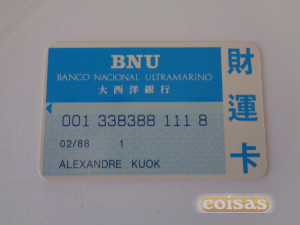 BNU
BANCO NACIONAL ULTRAMARINO
大西洋銀行
001 338388 111 8
02/88 1
ALEXANDRE KUOK
財運卡
coisas